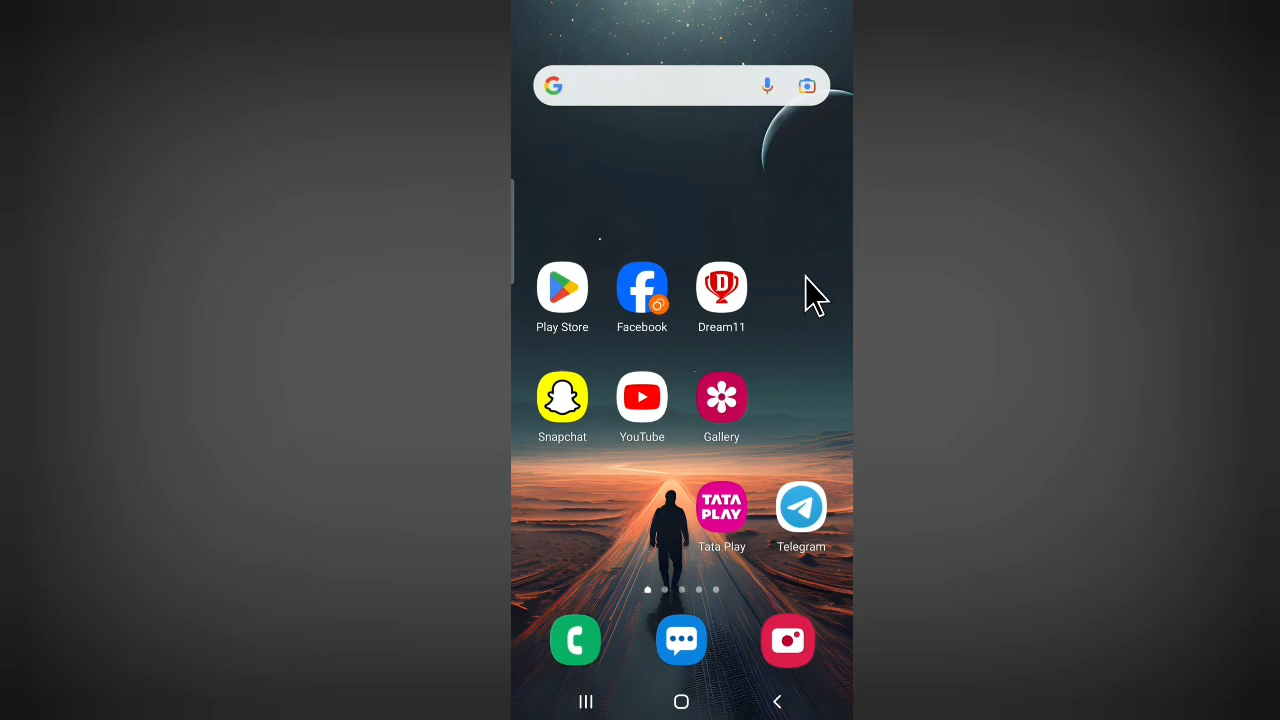 Play Store
Facebook
D
Dream11
Snapchat
YouTube
Gallery
TATA
PLAY
Tata Play
Telegram